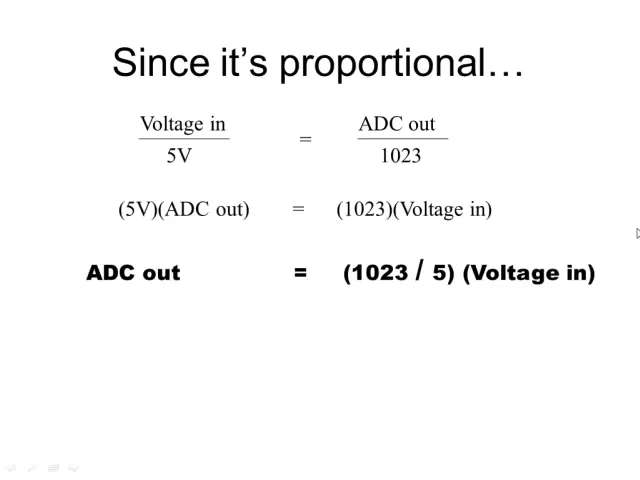 Since it's proportional…
Voltage in = ADC out
5V 1023
(5V)(ADC out) = (1023)(Voltage in)
ADC out = (1023 / 5) (Voltage in)